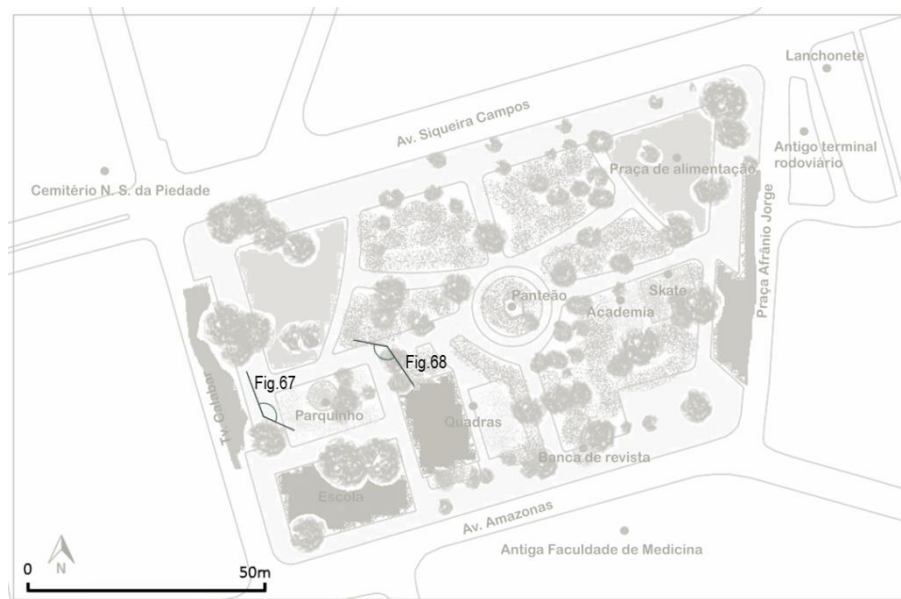 Lanchonete
Av. Siqueira Campos
Antigo terminal
rodoviário
Praça de alimentação
Cemitério N. S. da Piedade
Praça Afrânio Jorge
Skate
Panteão
Academia
Fig.68
Fig.67
Tv. Calabar
Parquinho
Quadras
Banca de revista
Escola
Av. Amazonas
Antiga Faculdade de Medicina
N
0
50m